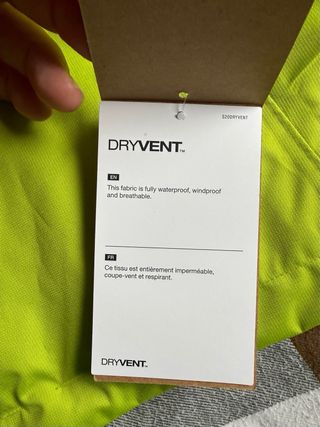 S20DRYVENT
DRYVENT™
EN
This fabric is fully waterproof, windproof
and breathable.
FR
Ce tissu est entièrement imperméable,
coupe-vent et respirant.
DRYVENT™